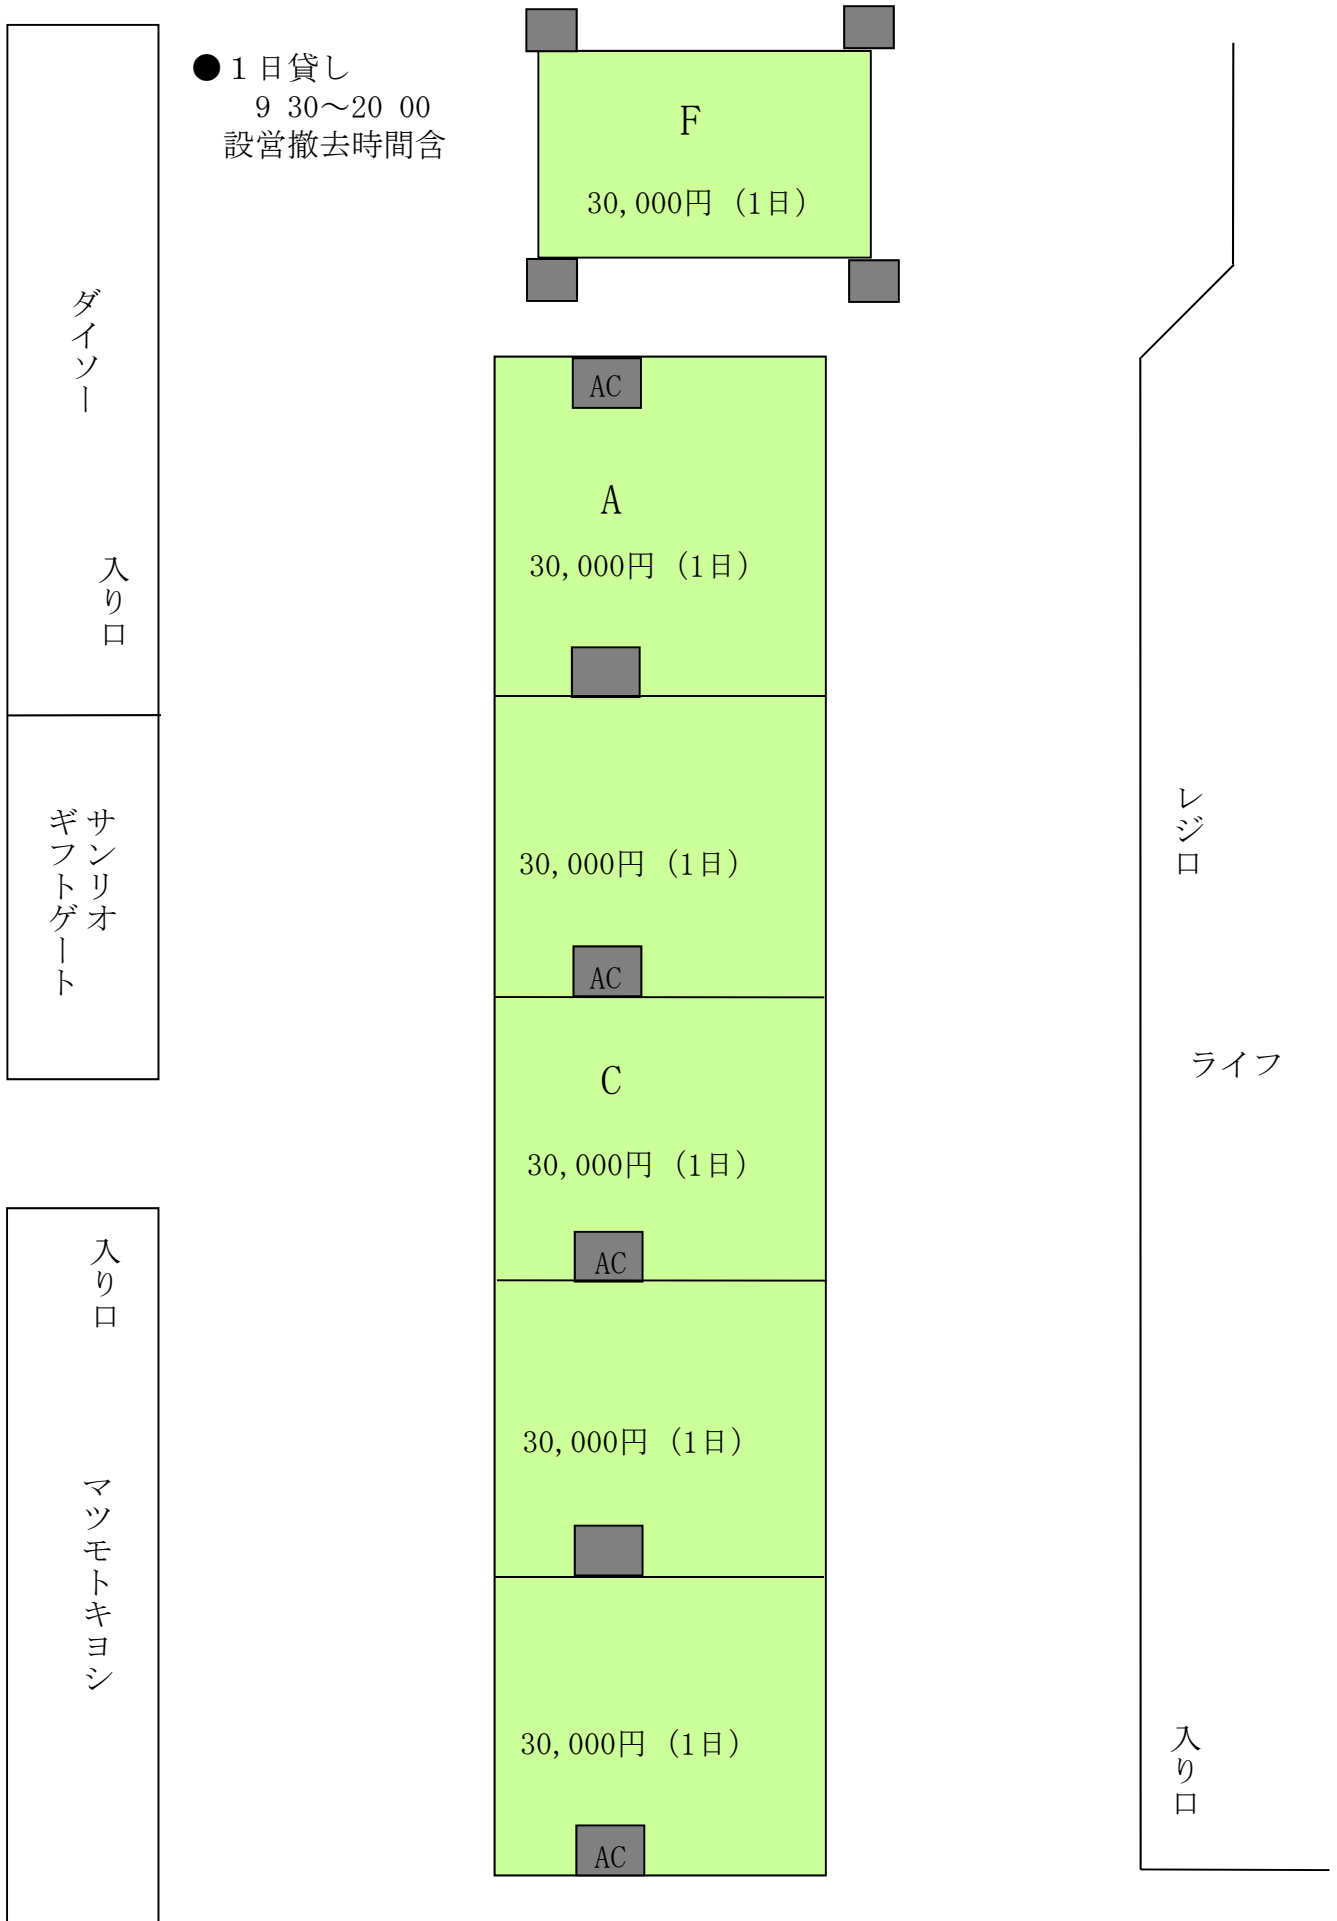 ●１日貸し
9 30～20 00
設営撤去時間含
F
30,000円（1日）
ダイソー
入り口
サンリオ
ギフトゲート
入り口
マツモトキヨシ
AC
A
30,000円（1日）
30,000円（1日）
AC
C
30,000円（1日）
AC
30,000円（1日）
30,000円（1日）
AC
レジ口
ライフ
入り口